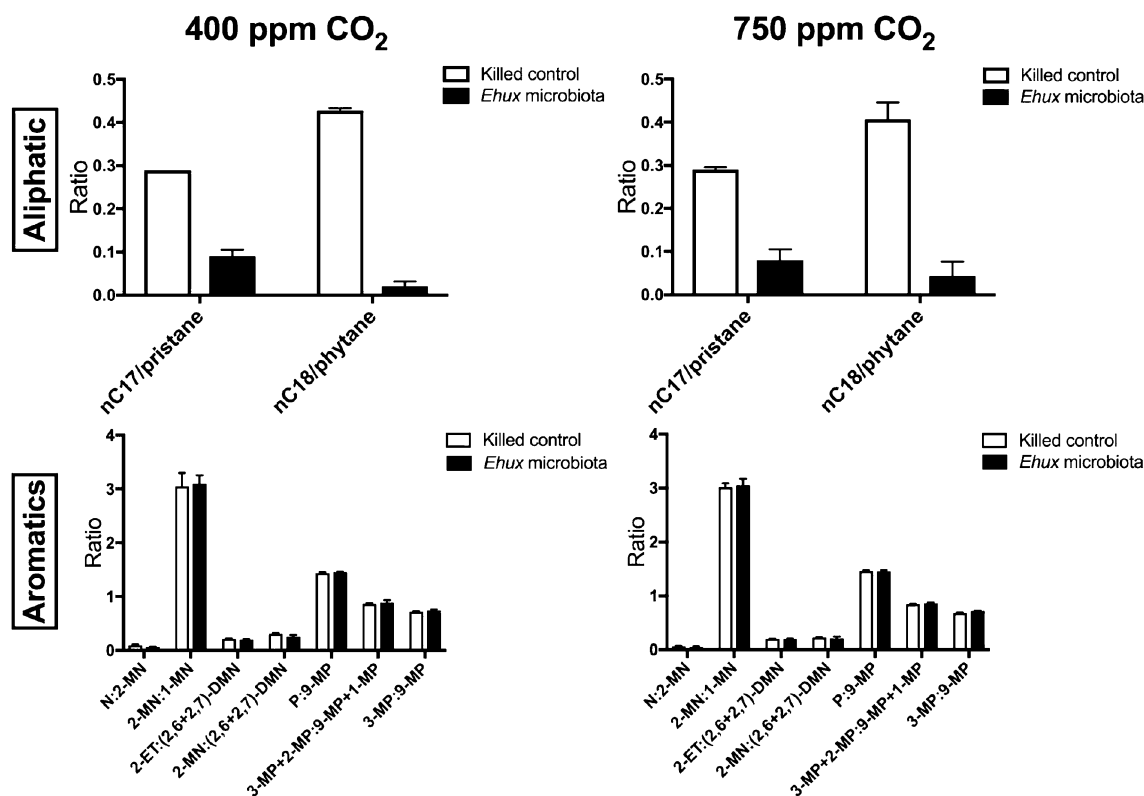 400 ppm CO2
750 ppm CO2
Aliphatic
Ratio
0.5
0.4
0.3
0.2
0.1
0.0
Killed control
Ehux microbiota
nC17/pristane
nC18/phytane
Ratio
0.5
0.4
0.3
0.2
0.1
0.0
Killed control
Ehux microbiota
nC17/pristane
nC18/phytane
Aromatics
Ratio
4
3
2
1
0
Killed control
Ehux microbiota
N:2-MN
2-MN:1-MN
2-ET:(2,6+2,7)-DMN
2-MN:(2,6+2,7)-DMN
P:9-MP
3-MP+2-MP:9-MP+1-MP
3-MP:9-MP
Ratio
4
3
2
1
0
Killed control
Ehux microbiota
N:2-MN
2-MN:1-MN
2-ET:(2,6+2,7)-DMN
2-MN:(2,6+2,7)-DMN
P:9-MP
3-MP+2-MP:9-MP+1-MP
3-MP:9-MP